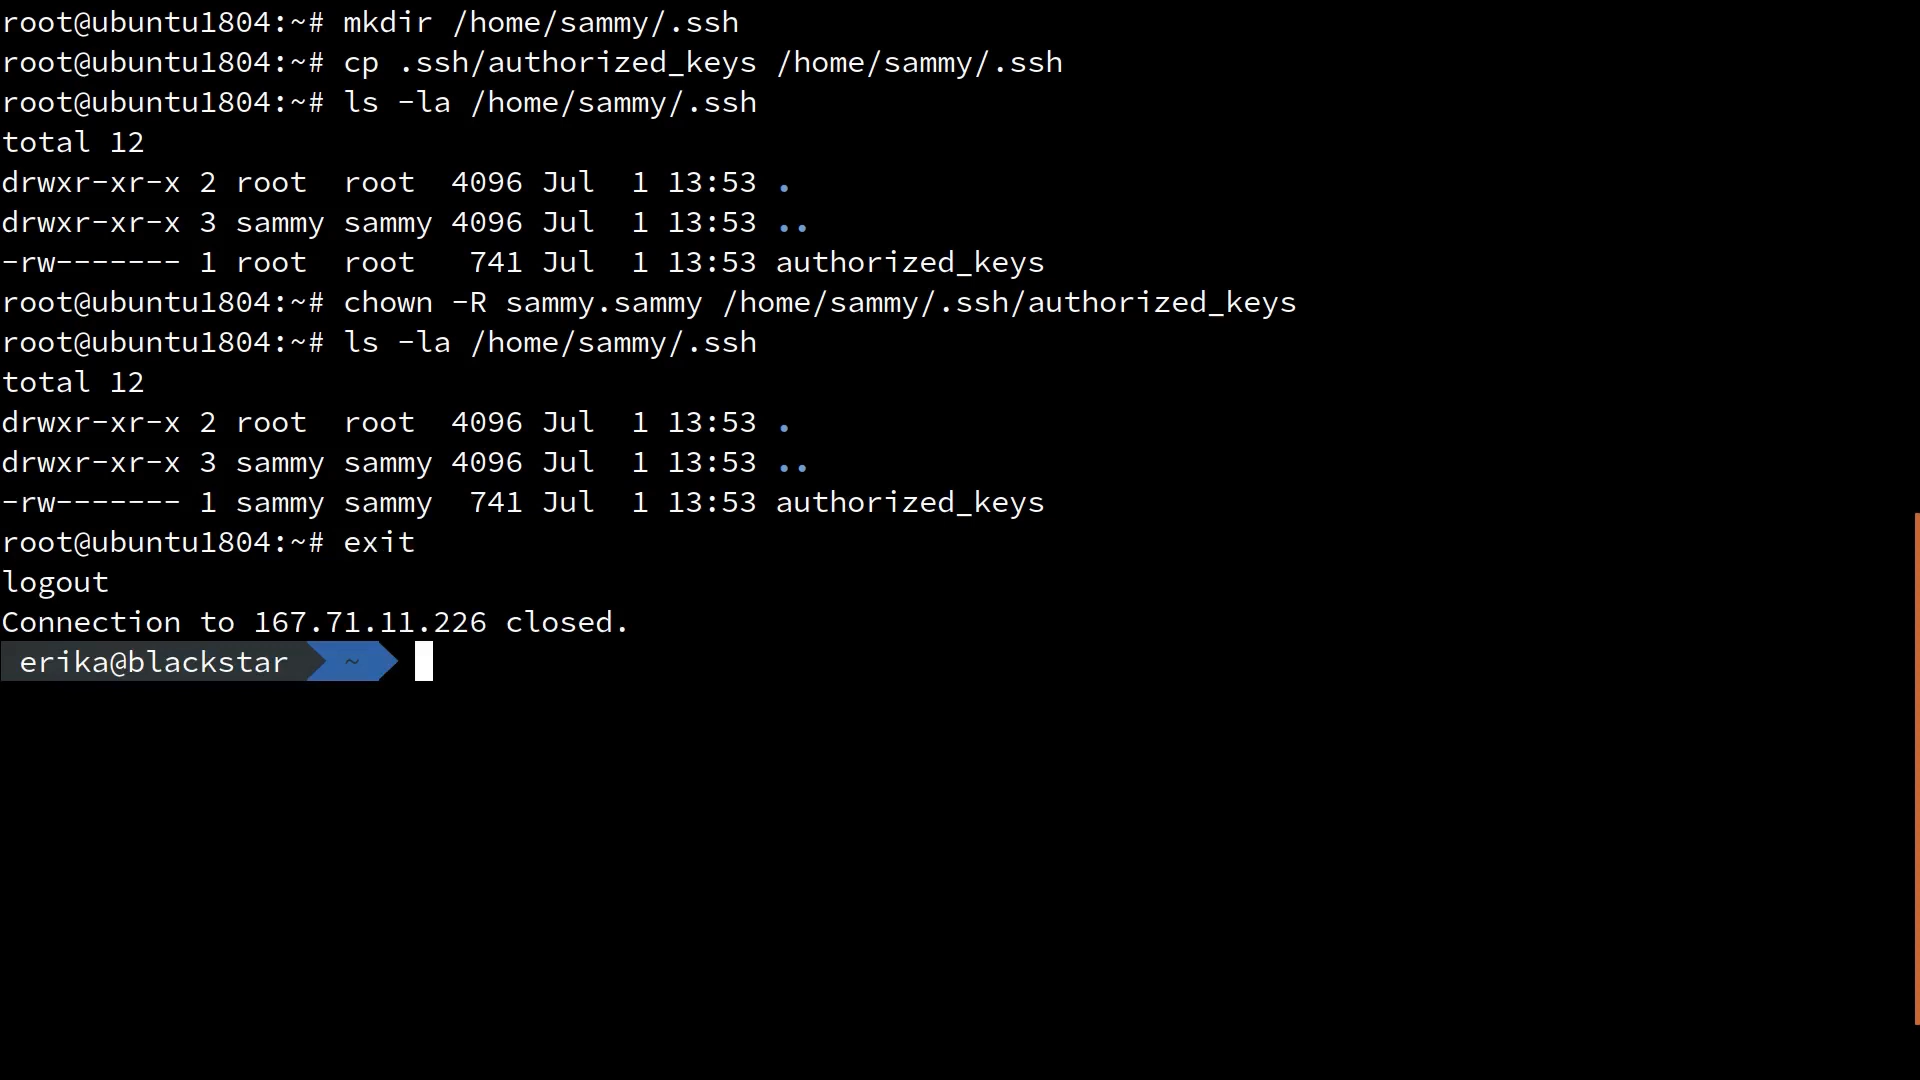 root@ubuntu1804:~# mkdir /home/sammy/.ssh
root@ubuntu1804:~# cp .ssh/authorized_keys /home/sammy/.ssh
root@ubuntu1804:~# ls -la /home/sammy/.ssh
total 12
drwxr-xr-x 2 root  root  4096 Jul  1 13:53 .
drwxr-xr-x 3 sammy sammy 4096 Jul  1 13:53 ..
-rw------- 1 root  root   741 Jul  1 13:53 authorized_keys
root@ubuntu1804:~# chown -R sammy.sammy /home/sammy/.ssh/authorized_keys
root@ubuntu1804:~# ls -la /home/sammy/.ssh
total 12
drwxr-xr-x 2 root  root  4096 Jul  1 13:53 .
drwxr-xr-x 3 sammy sammy 4096 Jul  1 13:53 ..
-rw------- 1 sammy sammy  741 Jul  1 13:53 authorized_keys
root@ubuntu1804:~# exit
logout
Connection to 167.71.11.226 closed.
erika@blackstar ~